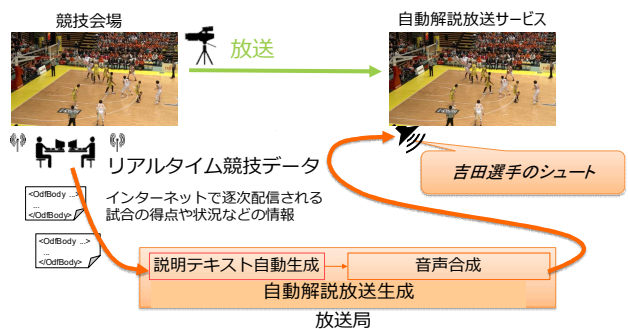 競技会場
自動解説放送サービス
放送
リアルタイム競技データ
吉田選手のシュート
インターネットで逐次配信される
試合の得点や状況などの情報
<OdfBody ...>
...
</OdfBody>
<OdfBody ...>
...
</OdfBody>
説明テキスト自動生成
音声合成
自動解説放送生成
放送局